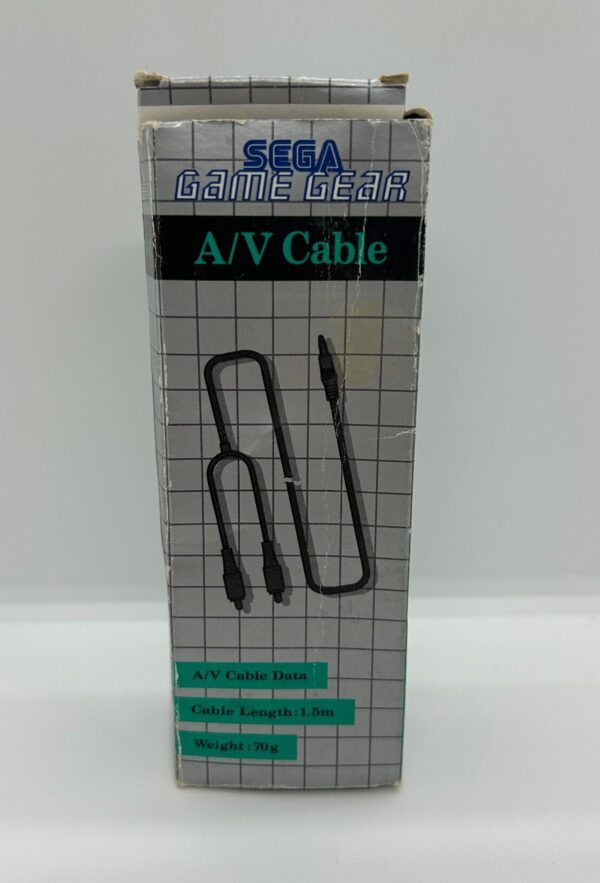 SEGA
GAME GEAR
A/V Cable
A/V Cable Data
Cable Length:1.5m
Weight:70g